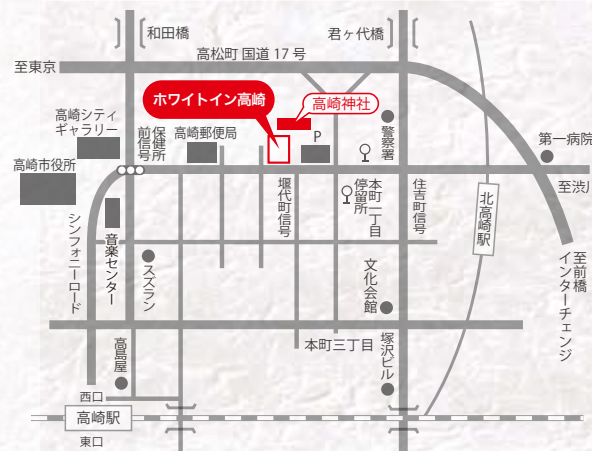 和田橋
君ヶ代橋
高松町 国道 17 号
至東京
ホワイトイン高崎
高崎神社
高崎シティ
ギャラリー
保健所
前信号
高崎郵便局
P
警察署
第一病院
高崎市役所
至渋川
堰代町信号
本町一丁目
停留所
住吉町信号
北高崎駅
シンフォニーロード
音楽センター
スズラン
文化会館
至前橋
インターチェンジ
高島屋
本町三丁目
塚沢ビル
西口
高崎駅
東口